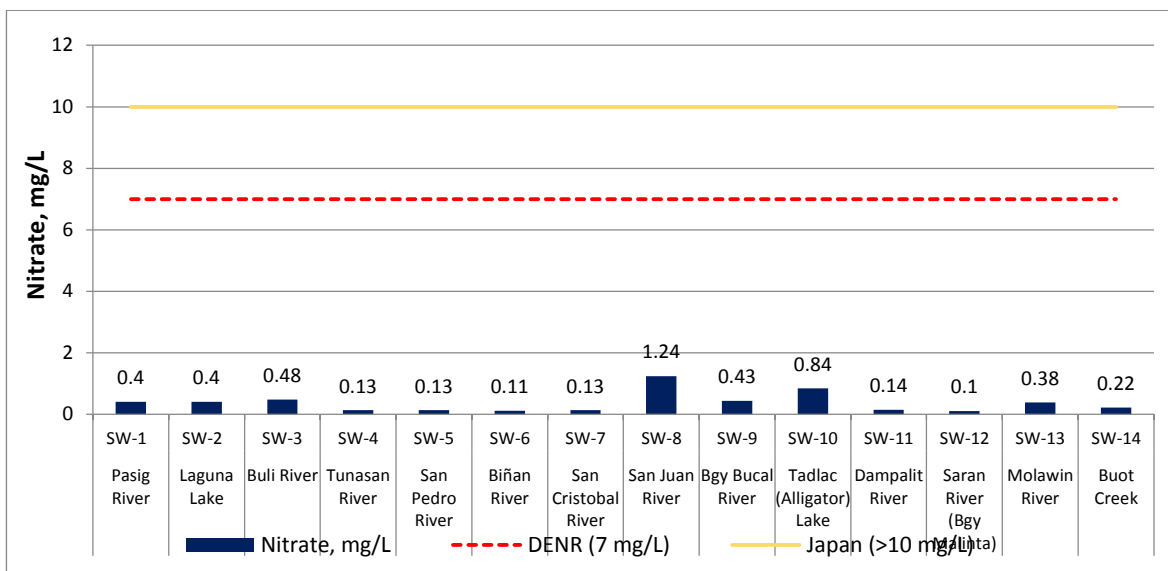 Nitrate, mg/L
12
10
8
6
4
2
0
0.4
0.4
0.48
0.13
0.13
0.11
0.13
1.24
0.43
0.84
0.14
0.1
0.38
0.22
SW-1
SW-2
SW-3
SW-4
SW-5
SW-6
SW-7
SW-8
SW-9
SW-10
SW-11
SW-12
SW-13
SW-14
Pasig
River
Laguna
Lake
Buli River
Tunasan
River
San
Pedro
River
Biñan
River
San
Cristobal
River
San Juan
River
Bgy Bucal
River
Tadlac
(Alligator)
Lake
Dampalit
River
Saran
River
(Bgy
Malinta)
Molawin
River
Buot
Creek
Nitrate, mg/L
DENR (7 mg/L)
Japan (>10 mg/L)